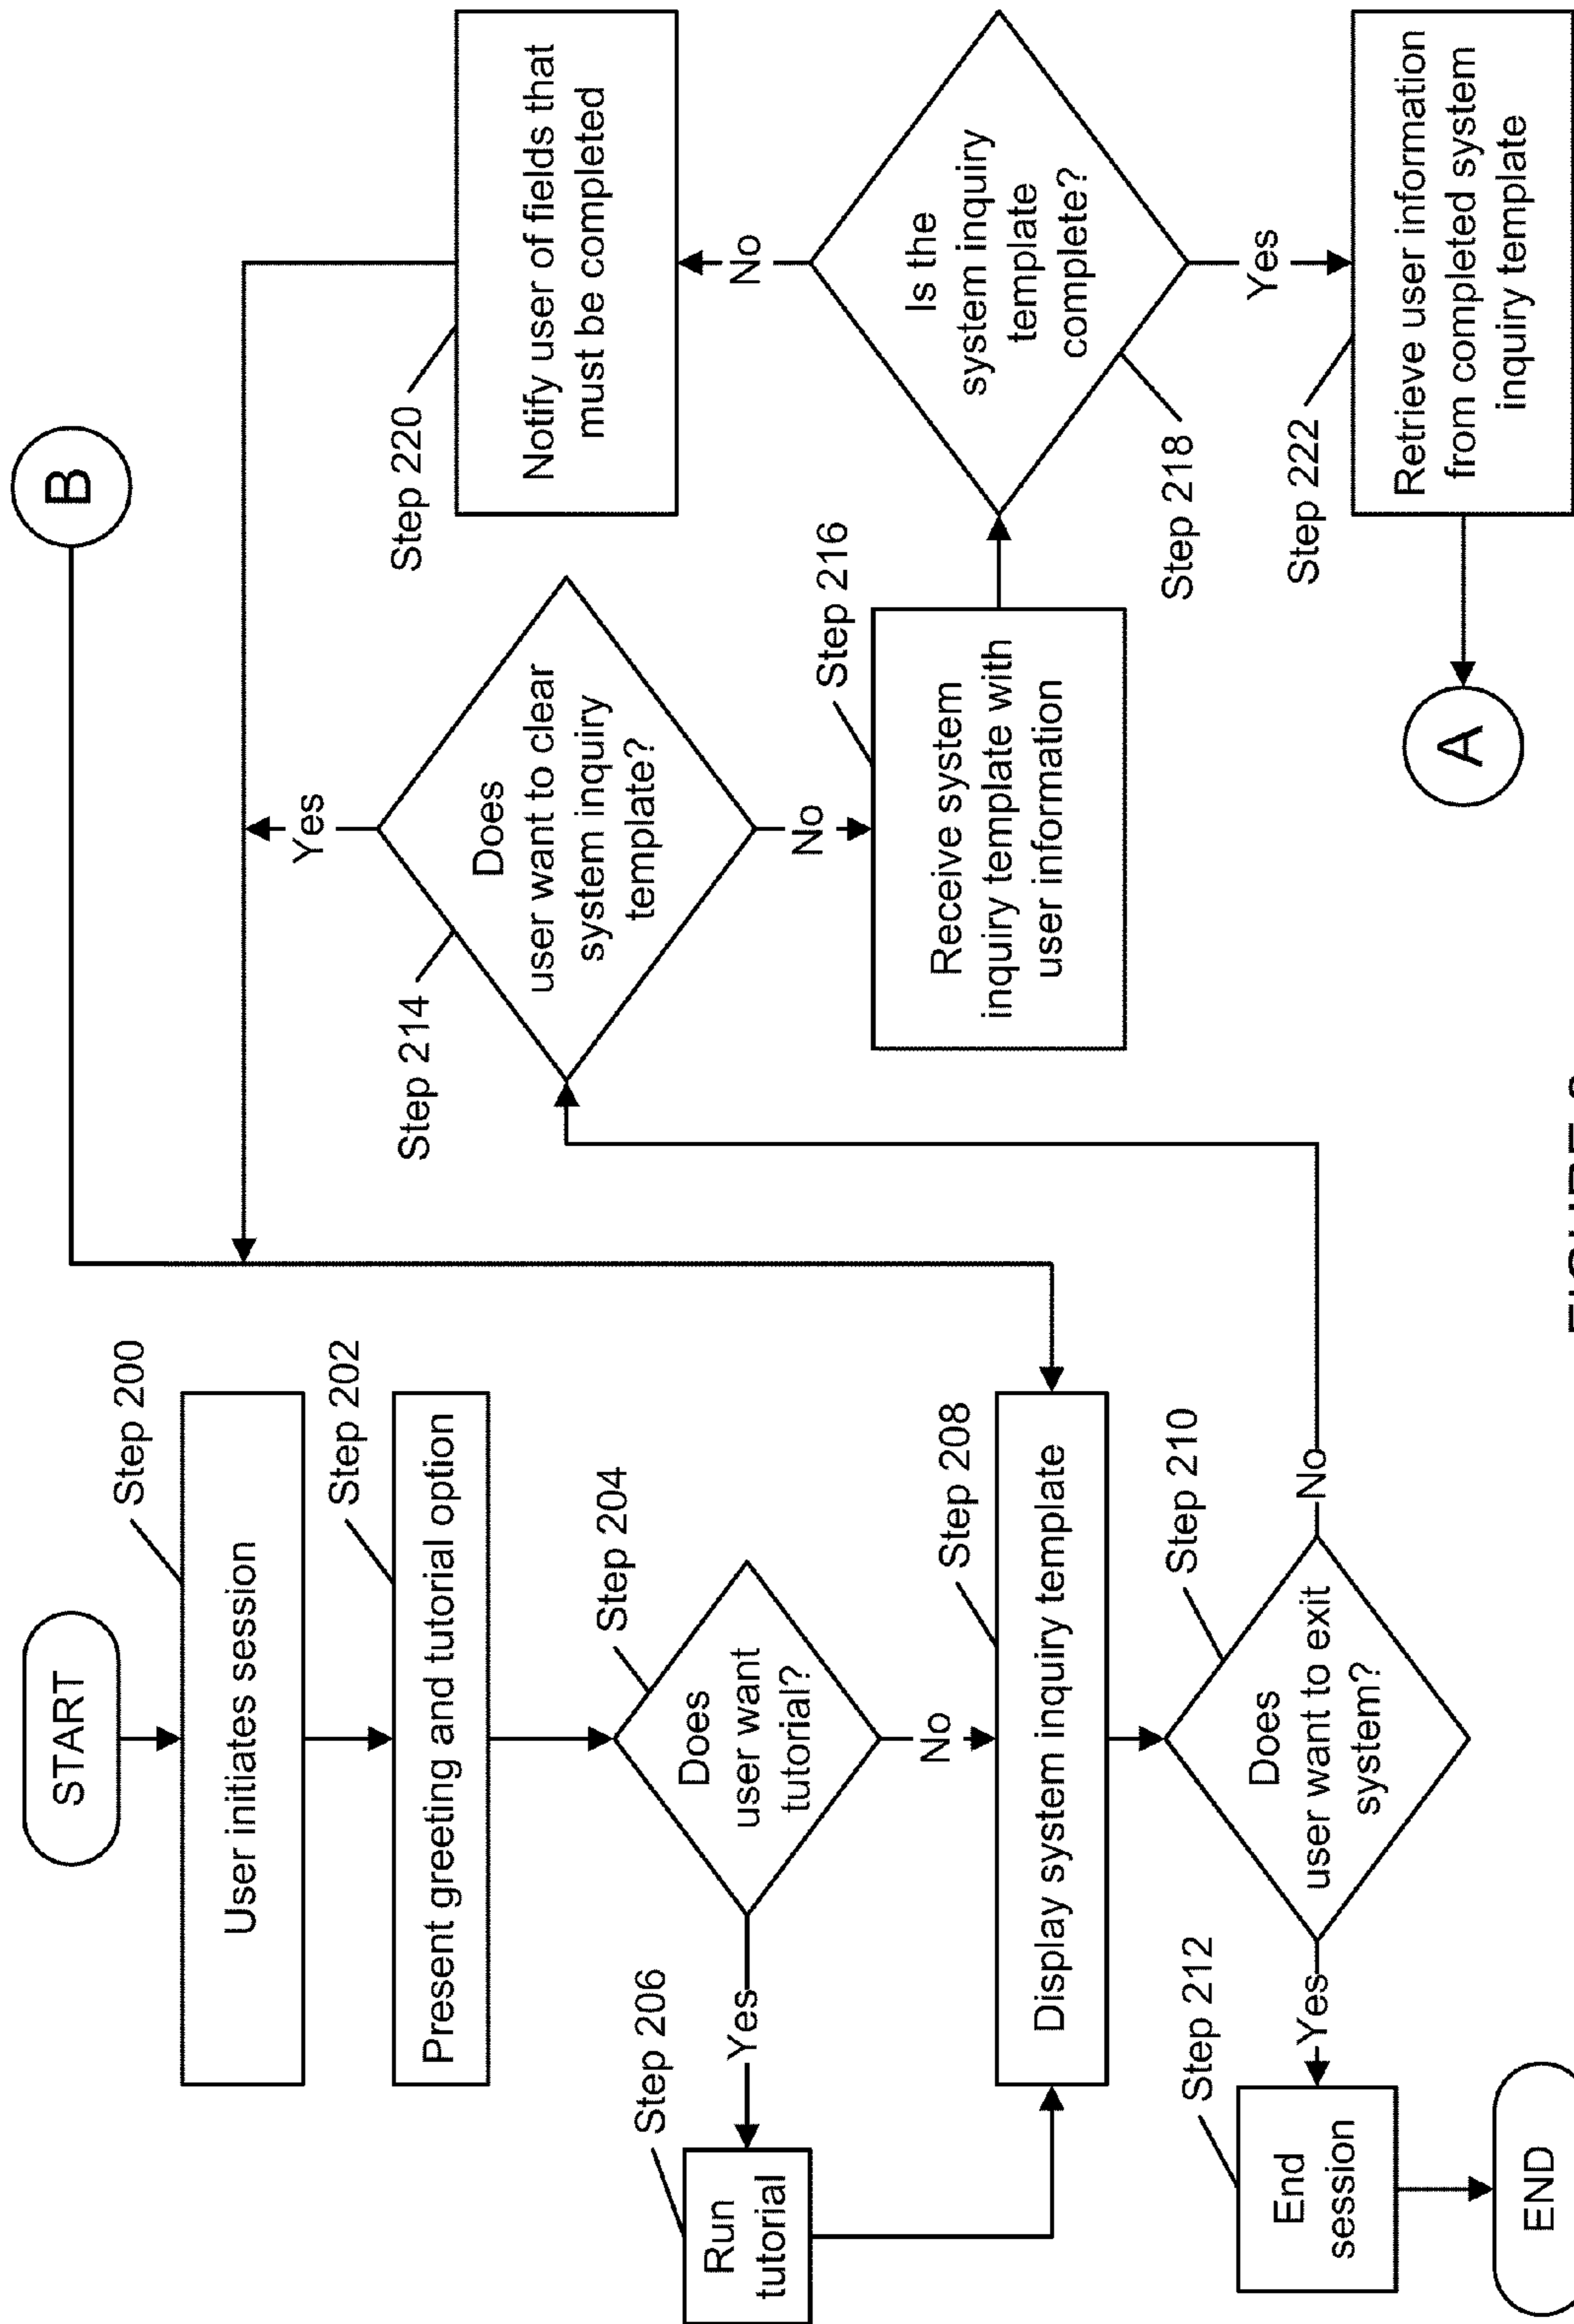 START
Step 200
User initiates session
Step 202
Present greeting and tutorial option
Step 204
Does
user want
tutorial?
Yes
No
Step 206
Run
tutorial
Step 208
Display system inquiry template
Step 210
Does
user want to exit
system?
Yes
No
Step 212
End
session
END
B
Step 214
Does
user want to clear
system inquiry
template?
Yes
No
Step 216
Receive system
inquiry template with
user information
Step 218
Is the
system inquiry
template
complete?
No
Yes
Step 220
Notify user of fields that
must be completed
Step 222
Retrieve user information
from completed system
inquiry template
A
FIGURE